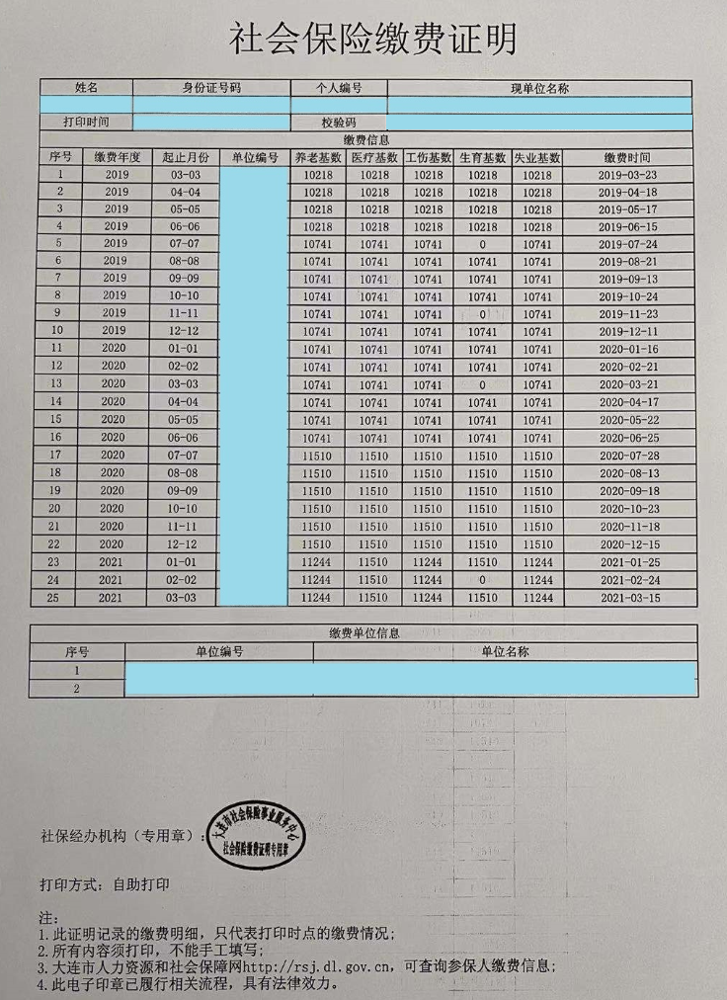 社会保险缴费证明
姓名 身份证号码 个人编号 现单位名称
打印时间 校验码
缴费信息
序号 缴费年度 起止月份 单位编号 养老基数 医疗基数 工伤基数 生育基数 失业基数 缴费时间
1 2019 03-03 10218 10218 10218 10218 10218 2019-03-23
2 2019 04-04 10218 10218 10218 10218 10218 2019-04-18
3 2019 05-05 10218 10218 10218 10218 10218 2019-05-17
4 2019 06-06 10218 10218 10218 10218 10218 2019-06-15
5 2019 07-07 10741 10741 10741 0 10741 2019-07-24
6 2019 08-08 10741 10741 10741 10741 10741 2019-08-21
7 2019 09-09 10741 10741 10741 10741 10741 2019-09-13
8 2019 10-10 10741 10741 10741 10741 10741 2019-10-24
9 2019 11-11 10741 10741 10741 0 10741 2019-11-23
10 2019 12-12 10741 10741 10741 10741 10741 2019-12-11
11 2020 01-01 10741 10741 10741 10741 10741 2020-01-16
12 2020 02-02 10741 10741 10741 10741 10741 2020-02-21
13 2020 03-03 10741 10741 10741 0 10741 2020-03-21
14 2020 04-04 10741 10741 10741 10741 10741 2020-04-17
15 2020 05-05 10741 10741 10741 10741 10741 2020-05-22
16 2020 06-06 10741 10741 10741 10741 10741 2020-06-25
17 2020 07-07 11510 11510 11510 11510 11510 2020-07-28
18 2020 08-08 11510 11510 11510 11510 11510 2020-08-13
19 2020 09-09 11510 11510 11510 11510 11510 2020-09-18
20 2020 10-10 11510 11510 11510 11510 11510 2020-10-23
21 2020 11-11 11510 11510 11510 11510 11510 2020-11-18
22 2020 12-12 11510 11510 11510 11510 11510 2020-12-15
23 2021 01-01 11244 11510 11244 11510 11244 2021-01-25
24 2021 02-02 11244 11510 11244 0 11244 2021-02-24
25 2021 03-03 11244 11510 11244 11510 11244 2021-03-15
缴费单位信息
序号 单位编号 单位名称
1
2
社保经办机构（专用章）:
大连市社会保险事业服务中心
社会保险缴费证明专用章
打印方式: 自助打印
注:
1.此证明记录的缴费明细，只代表打印时点的缴费情况;
2.所有内容须打印，不能手工填写;
3.大连市人力资源和社会保障网http://rsj.dl.gov.cn，可查询参保人缴费信息;
4.此电子印章已履行相关流程，具有法律效力。